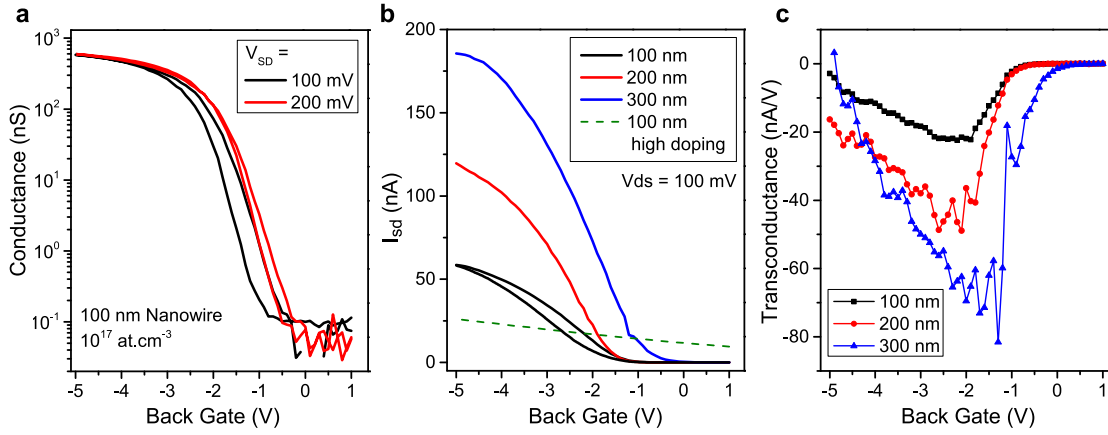 a
10³
10²
10¹
10⁰
10⁻¹
Conductance (nS)
V_SD =
100 mV
200 mV
100 nm Nanowire
10¹⁷ at.cm⁻³
-5 -4 -3 -2 -1 0 1
Back Gate (V)
b
200
150
100
50
0
I_sd (nA)
100 nm
200 nm
300 nm
100 nm
high doping
Vds = 100 mV
-5 -4 -3 -2 -1 0 1
Back Gate (V)
c
0
-20
-40
-60
-80
Transconductance (nA/V)
100 nm
200 nm
300 nm
-5 -4 -3 -2 -1 0 1
Back Gate (V)